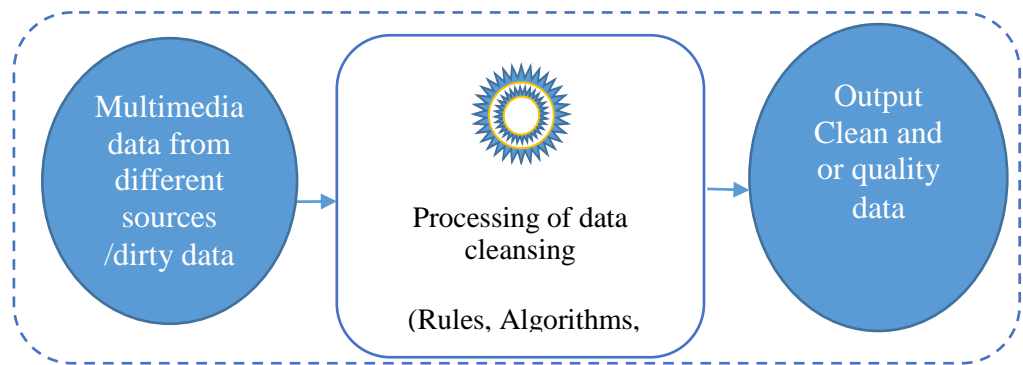 Multimedia
data from
different
sources
/dirty data
Processing of data
cleansing
(Rules, Algorithms,
Output
Clean and
or quality
data